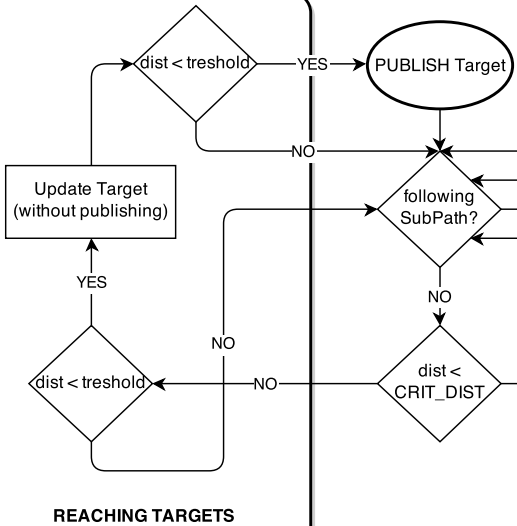 dist < treshold
YES
PUBLISH Target
NO
Update Target
(without publishing)
following
SubPath?
YES
NO
NO
dist < treshold
NO
dist <
CRIT_DIST
REACHING TARGETS